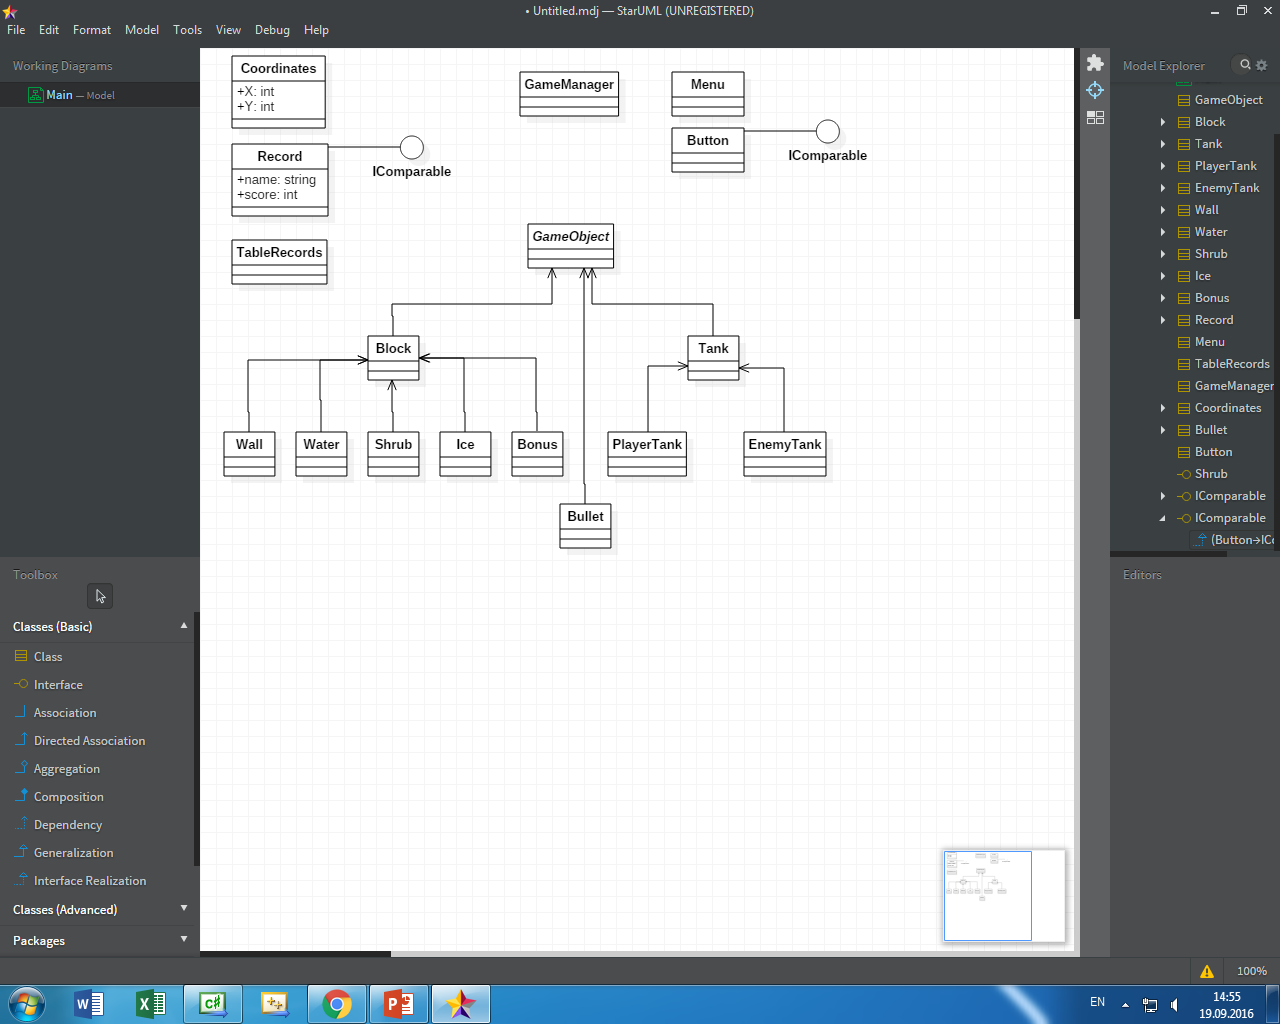 • Untitled.mdj — StarUML (UNREGISTERED)
File Edit Format Model Tools View Debug Help
Working Diagrams
Main — Model
Toolbox
Classes (Basic)
Class
Interface
Association
Directed Association
Aggregation
Composition
Dependency
Generalization
Interface Realization
Classes (Advanced)
Packages
Coordinates
+X: int
+Y: int
Record
+name: string
+score: int
IComparable
TableRecords
GameManager
Menu
Button
IComparable
GameObject
Block
Tank
Wall
Water
Shrub
Ice
Bonus
PlayerTank
EnemyTank
Bullet
Model Explorer
GameObject
Block
Tank
PlayerTank
EnemyTank
Wall
Water
Shrub
Ice
Bonus
Record
Menu
TableRecords
GameManager
Coordinates
Bullet
Button
Shrub
IComparable
IComparable
(Button→ICo
Editors
100%
EN
14:55
19.09.2016